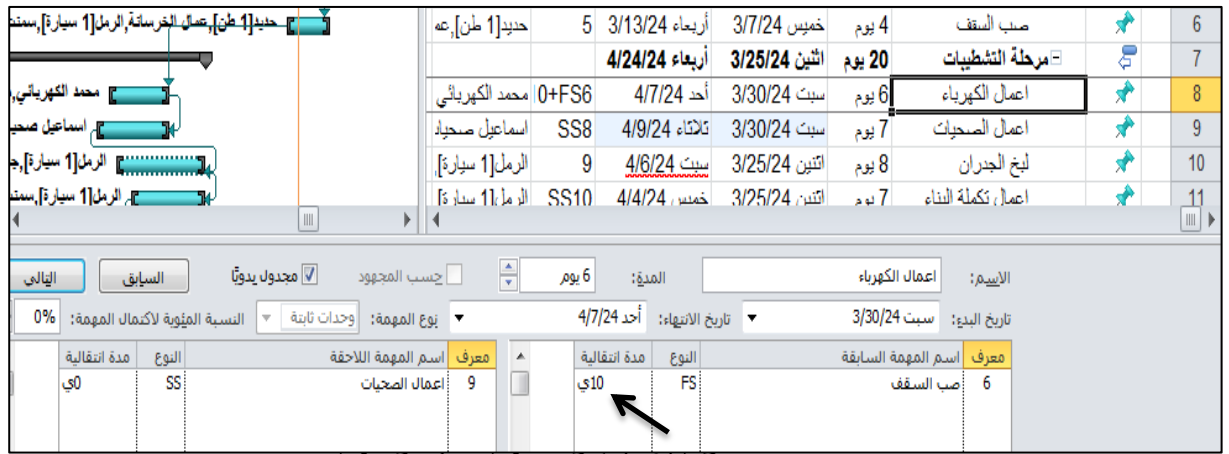 6 صب السقف 4 يوم خميس 3/7/24 أربعاء 3/13/24 5 حديد[1 طن],عم
7 مرحلة التشطيبات 20 يوم اثنين 3/25/24 أربعاء 4/24/24
8 اعمال الكهرباء 6 يوم سبت 3/30/24 أحد 4/7/24 0+FS6 محمد الكهربائي
9 اعمال الصحيات 7 يوم سبت 3/30/24 ثلاثاء 4/9/24 SS8 اسماعيل صحيات
10 لبخ الجدران 8 يوم اثنين 3/25/24 سبت 4/6/24 9 الرمل[1 سيارة],
11 اعمال تكملة البناء 7 يوم اثنين 3/25/24 خميس 4/4/24 SS10 الرمل[1 سيارة]
حديد[1 طن],عمال الخرسانة,الرمل[1 سيارة],سمنت
محمد الكهربائي,
اسماعيل صحيا
الرمل[1 سيارة],ج
الرمل[1 سيارة],سمنت
الاسم: اعمال الكهرباء المدة: 6 يوم حسب المجهود مجدول يدويًا السابق التالي
تاريخ البدء: سبت 3/30/24 تاريخ الانتهاء: أحد 4/7/24 نوع المهمة: وحدات ثابتة النسبة المئوية لاكتمال المهمة: 0%
معرف اسم المهمة السابقة النوع مدة انتقالية
6 صب السقف FS 10ي
معرف اسم المهمة اللاحقة النوع مدة انتقالية
9 اعمال الصحيات SS 0ي